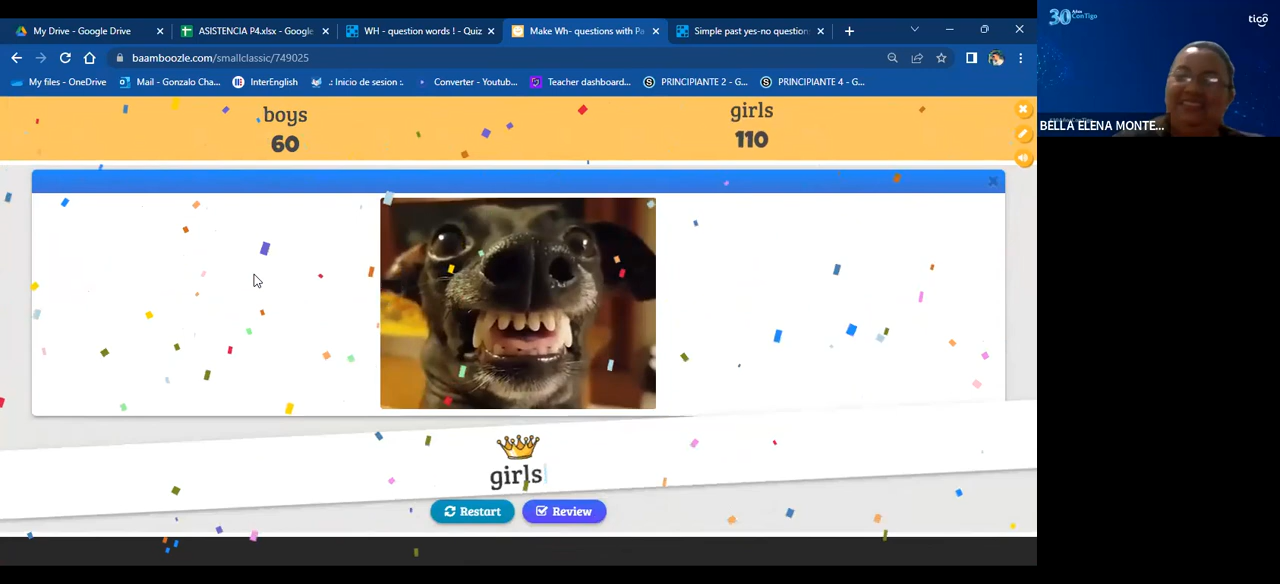 My Drive - Google Drive
ASISTENCIA P4.xlsx - Google
WH - question words ! - Quiz
Make Wh- questions with Pa
Simple past yes-no question
baamboozle.com/smallclassic/749025
My files - OneDrive
Mail - Gonzalo Cha...
InterEnglish
.: Inicio de sesion :.
Converter - Youtub...
Teacher dashboard...
PRINCIPIANTE 2 - G...
PRINCIPIANTE 4 - G...
boys
60
girls
110
girls
Restart
Review
30 Años
ConTigo
tigo
BELLA ELENA MONTE...